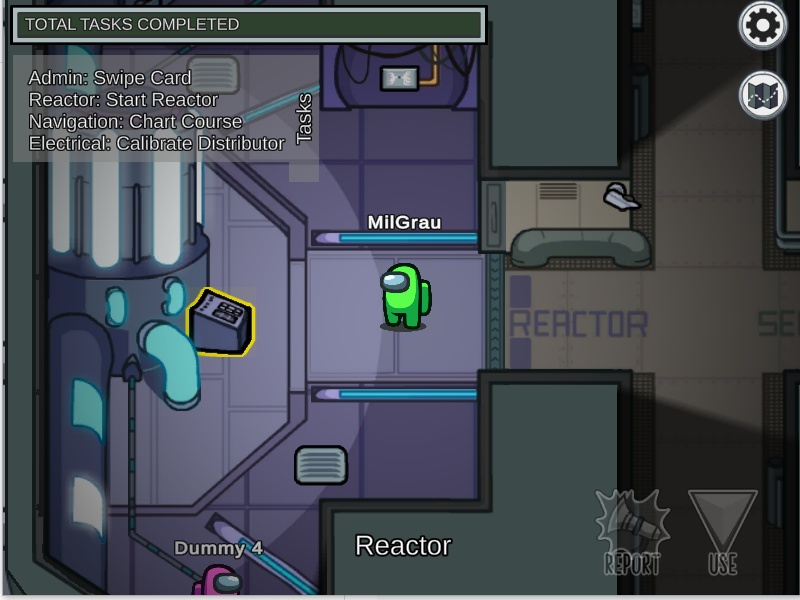 TOTAL TASKS COMPLETED
Admin: Swipe Card
Reactor: Start Reactor
Navigation: Chart Course
Electrical: Calibrate Distributor
Tasks
MilGrau
REACTOR
SE
Dummy 4
Reactor
REPORT
USE